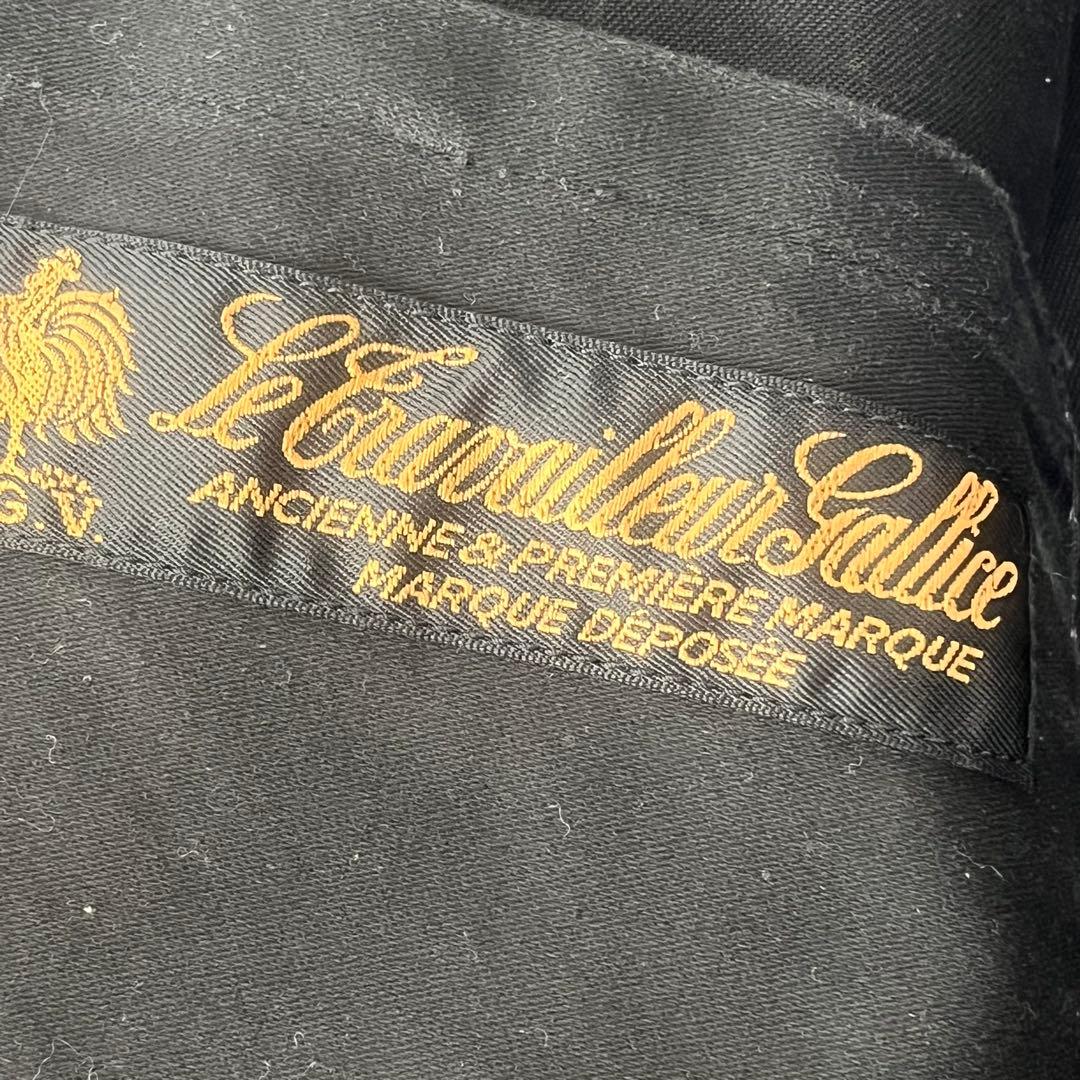 Le Travailleur Gallice
G.V.
ANCIENNE & PREMIÈRE MARQUE
MARQUE DÉPOSÉE